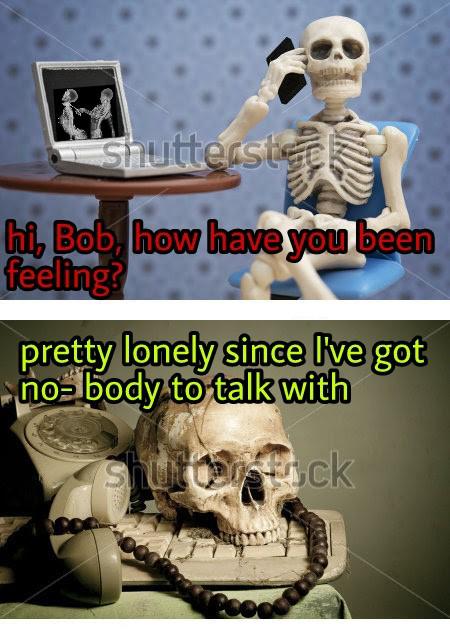 shutterstock
hi, Bob, how have you been
feeling?
pretty lonely since I've got
no- body to talk with
shutterstock